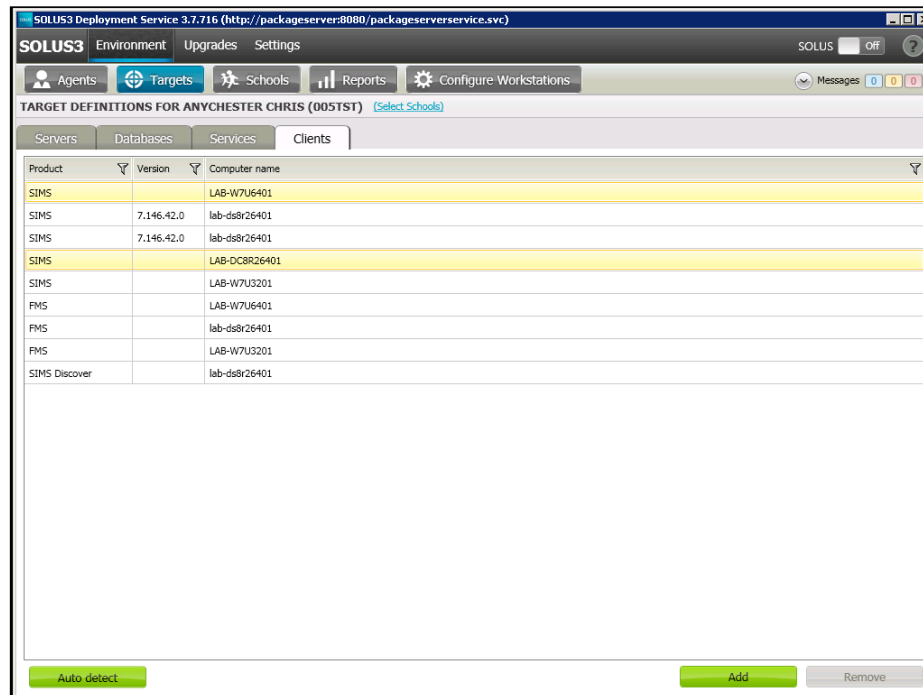 SOLUS3 Deployment Service 3.7.716 (http://packageserver:8080/packageserverservice.svc)
SOLUS3 Environment Upgrades Settings SOLUS Off ?
Agents Targets Schools Reports Configure Workstations Messages 0 0 0
TARGET DEFINITIONS FOR ANYCHESTER CHRIS (005TST) (Select Schools)
Servers Databases Services Clients
Product Version Computer name
SIMS LAB-W7U6401
SIMS 7.146.42.0 lab-ds8r26401
SIMS 7.146.42.0 lab-ds8r26401
SIMS LAB-DC8R26401
SIMS LAB-W7U3201
FMS LAB-W7U6401
FMS lab-ds8r26401
FMS LAB-W7U3201
SIMS Discover lab-ds8r26401
Auto detect Add Remove